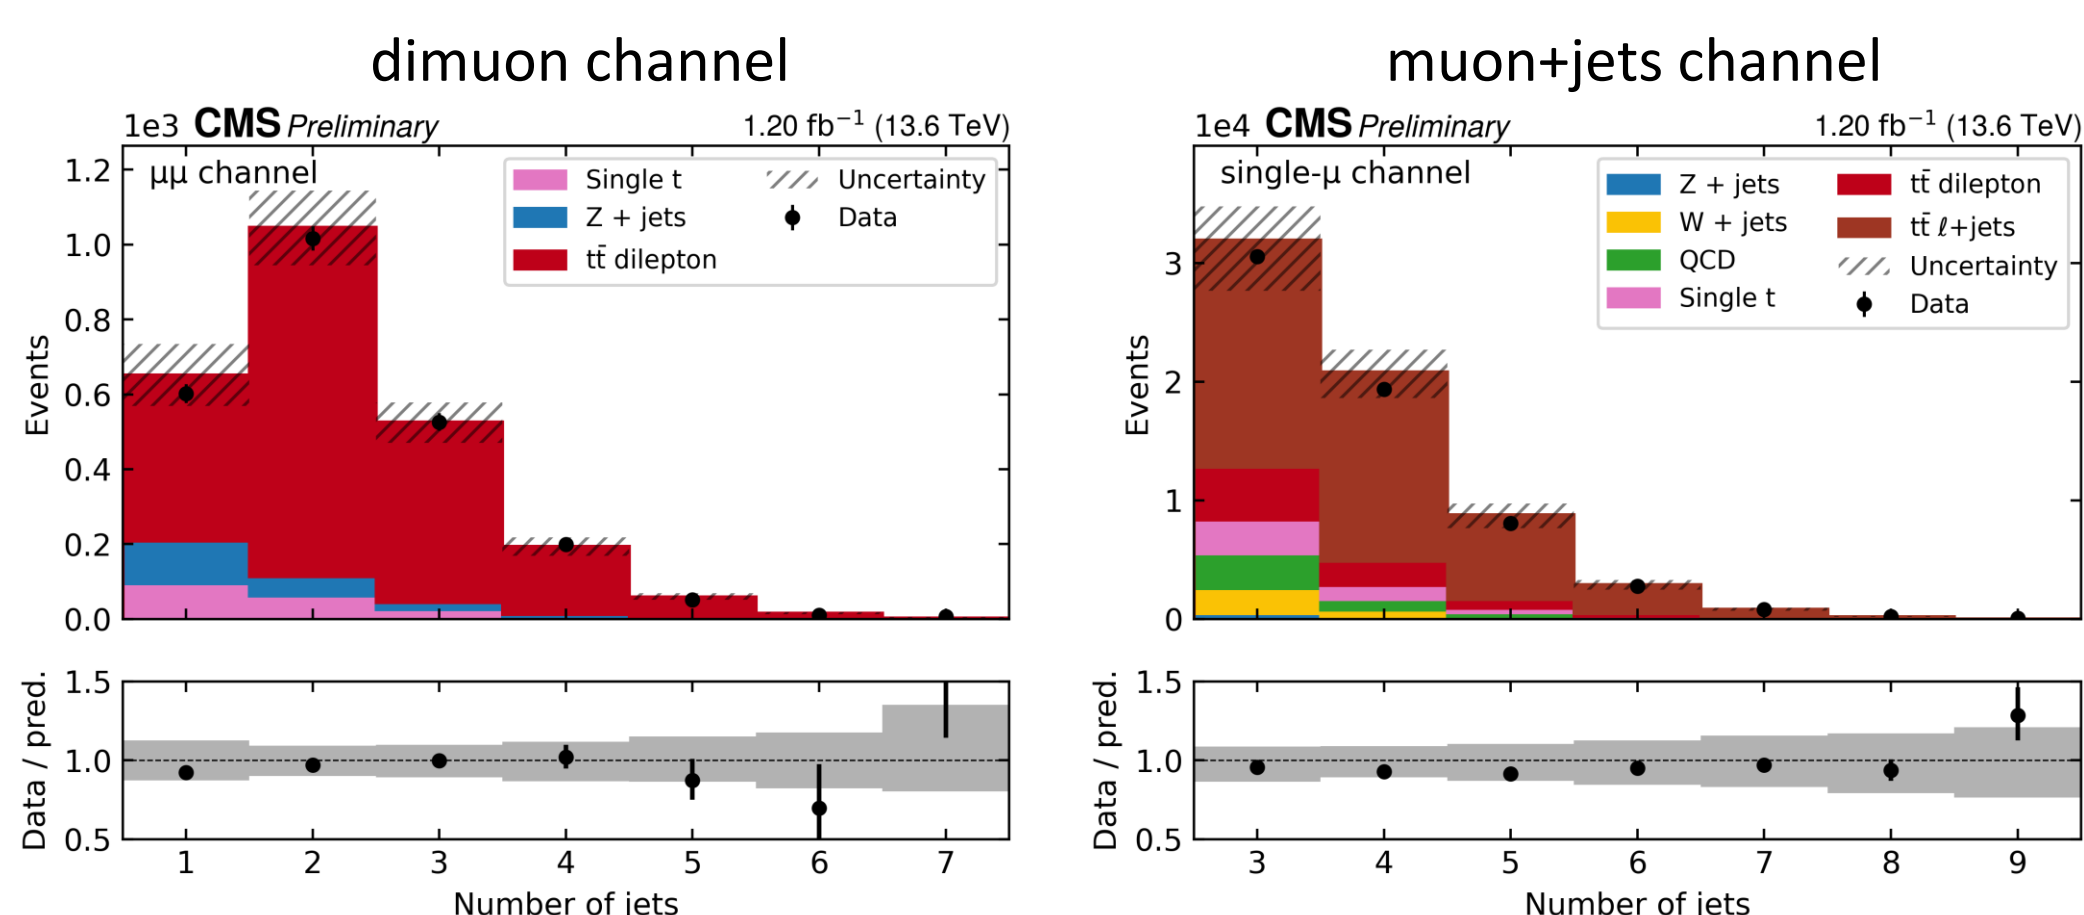 dimuon channel
1e3 CMS Preliminary 1.20 fb⁻¹ (13.6 TeV)
μμ channel
Single t
Z + jets
tt̄ dilepton
Uncertainty
Data
Events
1.2
1.0
0.8
0.6
0.4
0.2
0.0
Data / pred.
1.5
1.0
0.5
1 2 3 4 5 6 7
Number of jets
muon+jets channel
1e4 CMS Preliminary 1.20 fb⁻¹ (13.6 TeV)
single-μ channel
Z + jets
W + jets
QCD
Single t
tt̄ dilepton
tt̄ ℓ+jets
Uncertainty
Data
Events
3
2
1
0
Data / pred.
1.5
1.0
0.5
3 4 5 6 7 8 9
Number of jets